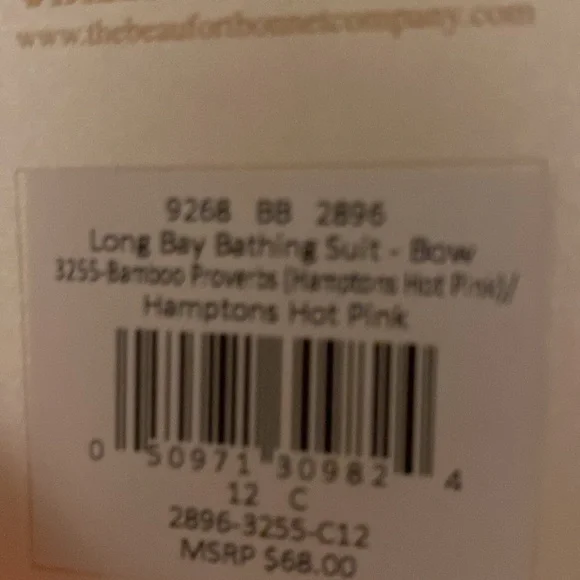 www.thebeaufortbonnetcompany.com
9268 BB 2896
Long Bay Bathing Suit - Bow
3255-Bamboo Proverbs (Hamptons Hot Pink)/
Hamptons Hot Pink
0 50971 30982 4
12 C
2896-3255-C12
MSRP $68.00